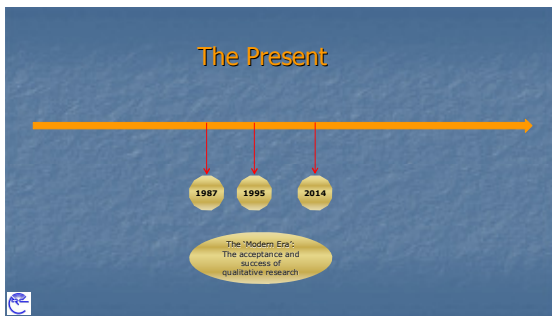 The Present
1987 1995 2014
The ‘Modern Era’:
The acceptance and
success of
qualitative research